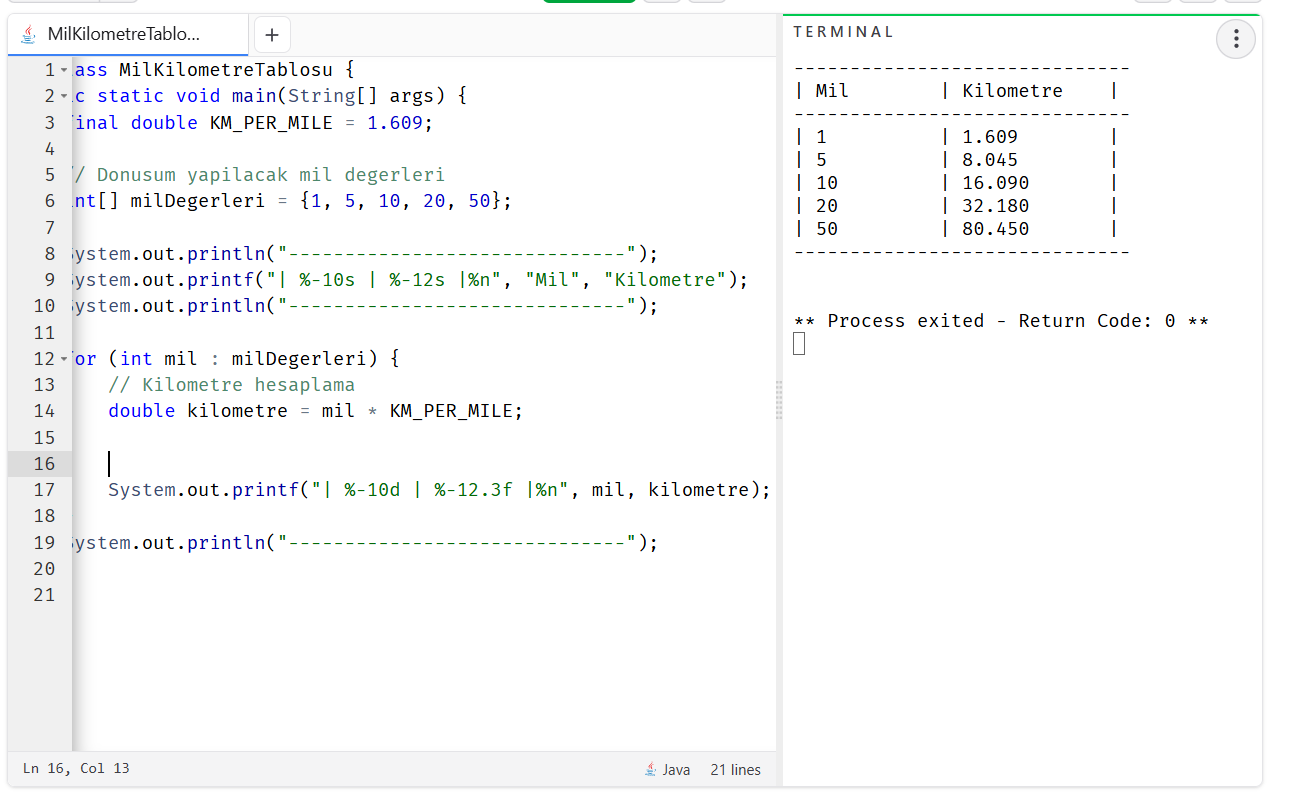 MilKilometreTablo...
+
1 ass MilKilometreTablosu {
2 c static void main(String[] args) {
3 inal double KM_PER_MILE = 1.609;
4
5 / Donusum yapilacak mil degerleri
6 nt[] milDegerleri = {1, 5, 10, 20, 50};
7
8 ystem.out.println("------------------------------");
9 ystem.out.printf("| %-10s | %-12s |%n", "Mil", "Kilometre");
10 ystem.out.println("------------------------------");
11
12 or (int mil : milDegerleri) {
13 // Kilometre hesaplama
14 double kilometre = mil * KM_PER_MILE;
15
16
17 System.out.printf("| %-10d | %-12.3f |%n", mil, kilometre);
18
19 ystem.out.println("------------------------------");
20
21
Ln 16, Col 13
Java 21 lines
TERMINAL
------------------------------
| Mil | Kilometre |
------------------------------
| 1 | 1.609 |
| 5 | 8.045 |
| 10 | 16.090 |
| 20 | 32.180 |
| 50 | 80.450 |
------------------------------
** Process exited - Return Code: 0 **